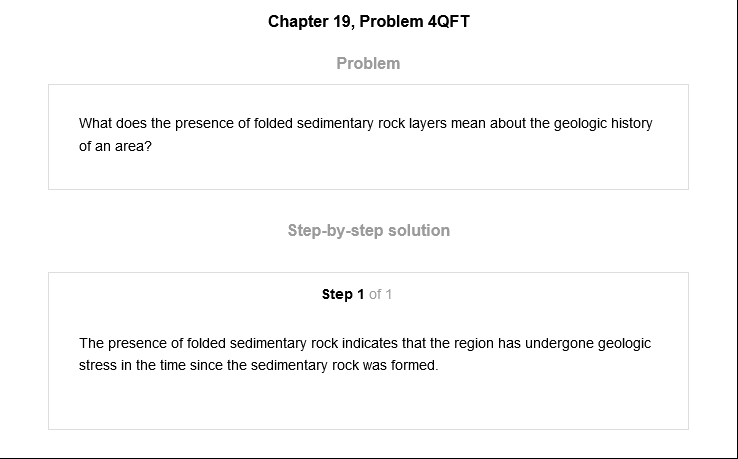 Chapter 19, Problem 4QFT
Problem
What does the presence of folded sedimentary rock layers mean about the geologic history
of an area?
Step-by-step solution
Step 1 of 1
The presence of folded sedimentary rock indicates that the region has undergone geologic
stress in the time since the sedimentary rock was formed.